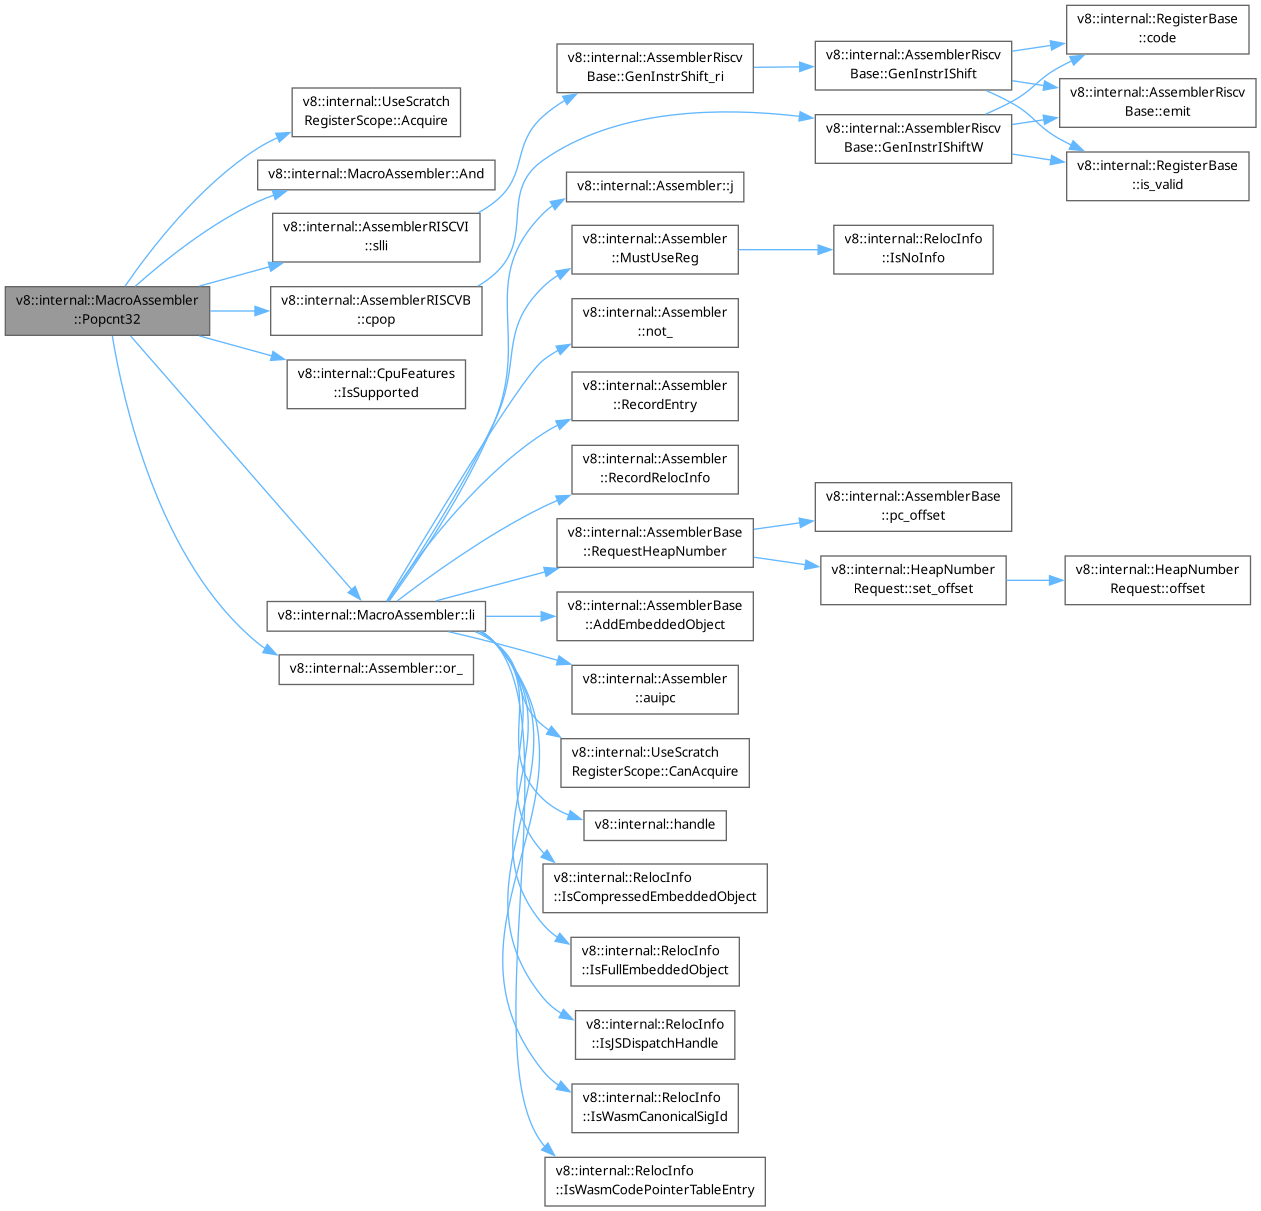 v8::internal::MacroAssembler
::Popcnt32
v8::internal::UseScratch
RegisterScope::Acquire
v8::internal::MacroAssembler::And
v8::internal::AssemblerRISCVI
::slli
v8::internal::AssemblerRISCVB
::cpop
v8::internal::CpuFeatures
::IsSupported
v8::internal::MacroAssembler::li
v8::internal::Assembler::or_
v8::internal::AssemblerRiscv
Base::GenInstrShift_ri
v8::internal::Assembler::j
v8::internal::Assembler
::MustUseReg
v8::internal::Assembler
::not_
v8::internal::Assembler
::RecordEntry
v8::internal::Assembler
::RecordRelocInfo
v8::internal::AssemblerBase
::RequestHeapNumber
v8::internal::AssemblerBase
::AddEmbeddedObject
v8::internal::Assembler
::auipc
v8::internal::UseScratch
RegisterScope::CanAcquire
v8::internal::handle
v8::internal::RelocInfo
::IsCompressedEmbeddedObject
v8::internal::RelocInfo
::IsFullEmbeddedObject
v8::internal::RelocInfo
::IsJSDispatchHandle
v8::internal::RelocInfo
::IsWasmCanonicalSigId
v8::internal::RelocInfo
::IsWasmCodePointerTableEntry
v8::internal::AssemblerRiscv
Base::GenInstrIShift
v8::internal::AssemblerRiscv
Base::GenInstrIShiftW
v8::internal::RelocInfo
::IsNoInfo
v8::internal::AssemblerBase
::pc_offset
v8::internal::HeapNumber
Request::set_offset
v8::internal::RegisterBase
::code
v8::internal::AssemblerRiscv
Base::emit
v8::internal::RegisterBase
::is_valid
v8::internal::HeapNumber
Request::offset